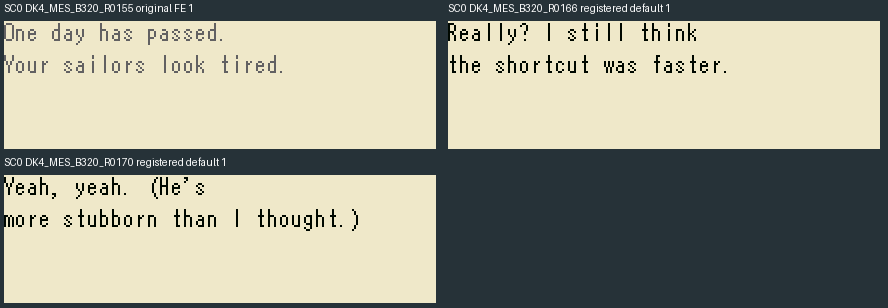 SC0 DK4_MES_B320_R0155 original FE 1
One day has passed.
Your sailors look tired.
SC0 DK4_MES_B320_R0166 registered default 1
Really? I still think
the shortcut was faster.
SC0 DK4_MES_B320_R0170 registered default 1
Yeah, yeah. (He's
more stubborn than I thought.)